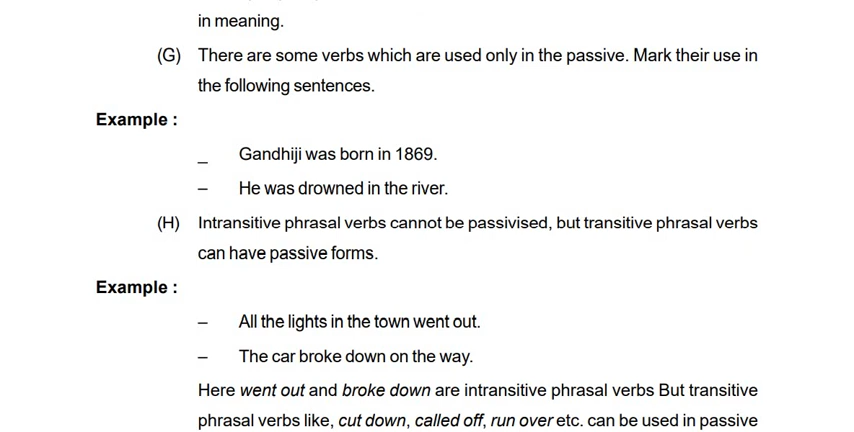 in meaning.
(G) There are some verbs which are used only in the passive. Mark their use in
the following sentences.
Example :
_ Gandhiji was born in 1869.
– He was drowned in the river.
(H) Intransitive phrasal verbs cannot be passivised, but transitive phrasal verbs
can have passive forms.
Example :
– All the lights in the town went out.
– The car broke down on the way.
Here went out and broke down are intransitive phrasal verbs But transitive
phrasal verbs like, cut down, called off, run over etc. can be used in passive